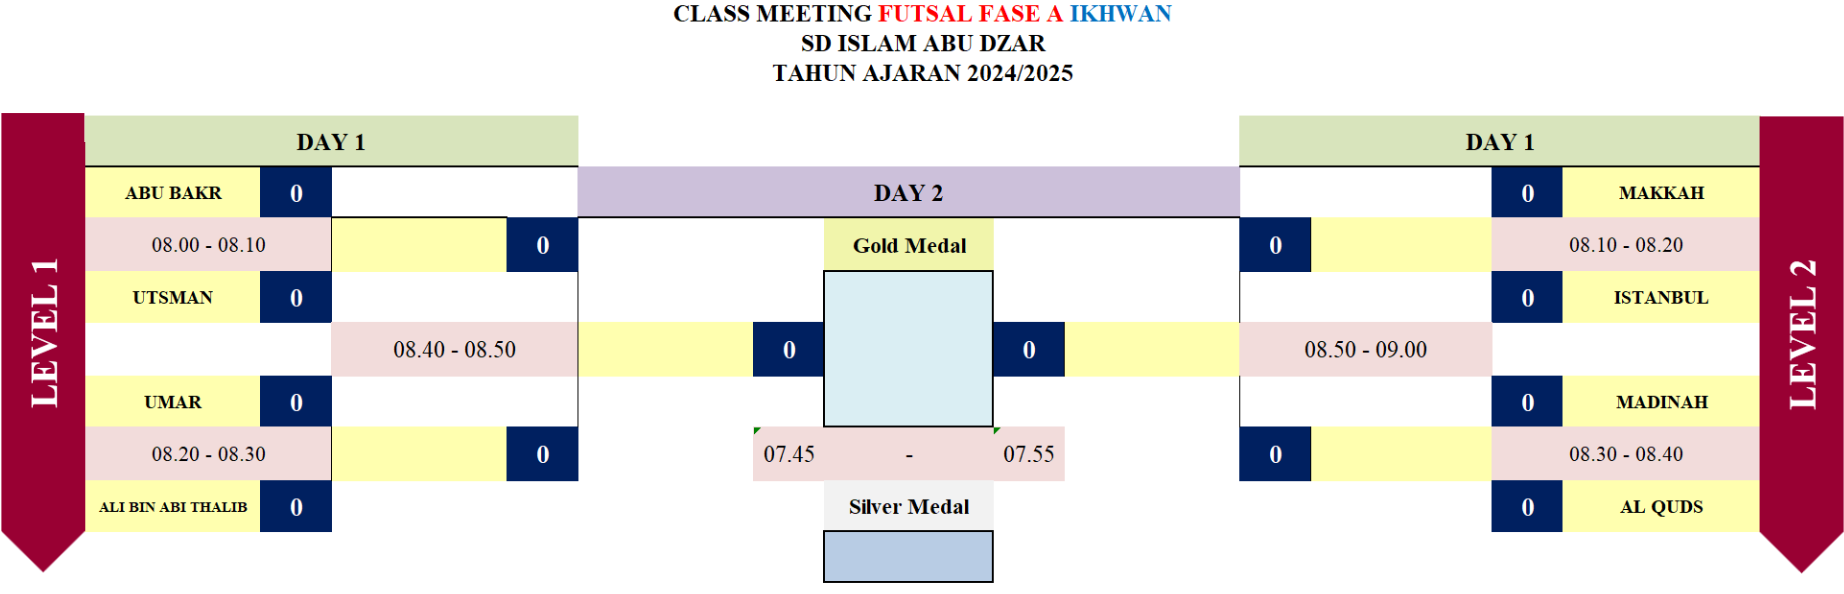 CLASS MEETING FUTSAL FASE A IKHWAN
SD ISLAM ABU DZAR
TAHUN AJARAN 2024/2025
DAY 1 DAY 1
ABU BAKR 0 DAY 2 0 MAKKAH
08.00 - 08.10 0 Gold Medal 0 08.10 - 08.20
UTSMAN 0 0 ISTANBUL
LEVEL 1 08.40 - 08.50 0 0 08.50 - 09.00 LEVEL 2
UMAR 0 0 MADINAH
08.20 - 08.30 0 07.45 - 07.55 0 08.30 - 08.40
ALI BIN ABI THALIB 0 Silver Medal 0 AL QUDS